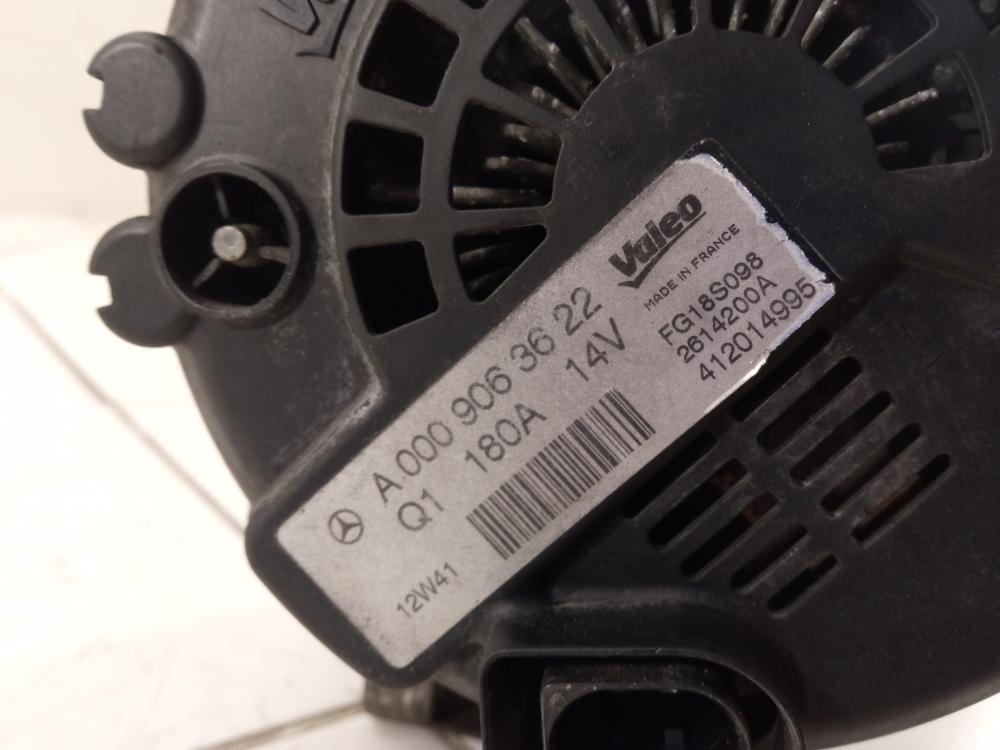 Valeo
MADE IN FRANCE
A 000 906 36 22
Q1 180A 14V
FG18S098
2614200A
412014995
12W41